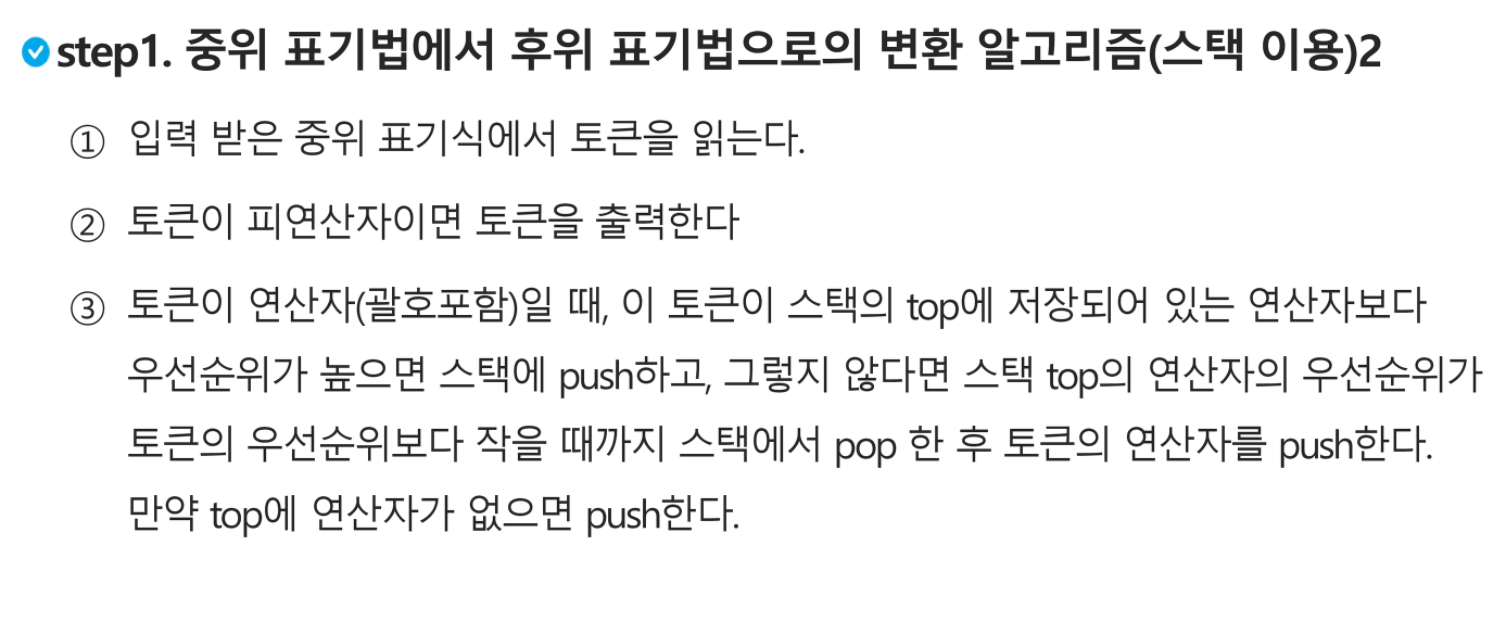 step1. 중위 표기법에서 후위 표기법으로의 변환 알고리즘(스택 이용)2
① 입력 받은 중위 표기식에서 토큰을 읽는다.
② 토큰이 피연산자이면 토큰을 출력한다
③ 토큰이 연산자(괄호포함)일 때, 이 토큰이 스택의 top에 저장되어 있는 연산자보다
우선순위가 높으면 스택에 push하고, 그렇지 않다면 스택 top의 연산자의 우선순위가
토큰의 우선순위보다 작을 때까지 스택에서 pop 한 후 토큰의 연산자를 push한다.
만약 top에 연산자가 없으면 push한다.